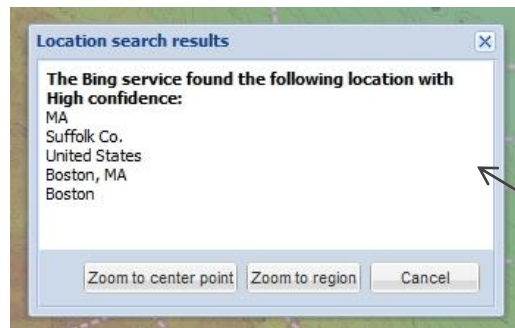 Location search results
The Bing service found the following location with
High confidence:
MA
Suffolk Co.
United States
Boston, MA
Boston
Zoom to center point Zoom to region Cancel